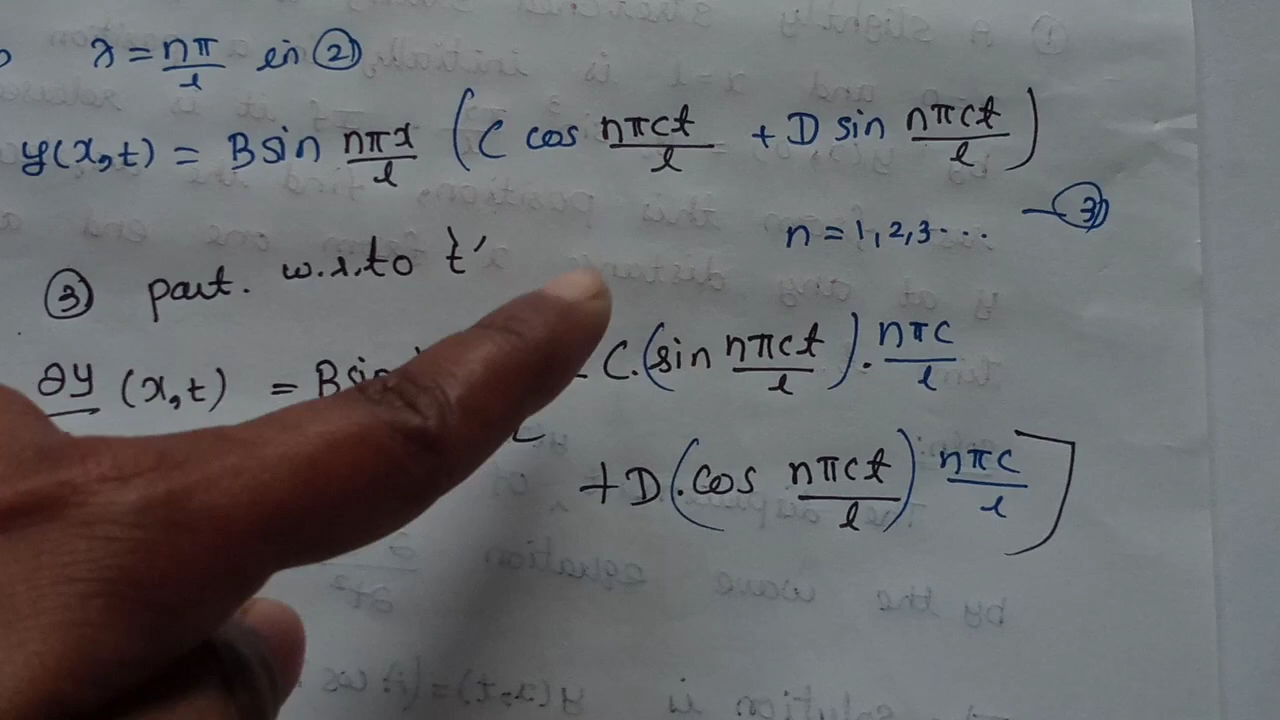 λ = nπ/l in ②
y(x,t) = B sin nπx/l (C cos nπct/l + D sin nπct/l)
n = 1,2,3... — ③
③ part. w.r.to 't'
∂y (x,t) = B sin - C.(sin nπct/l). nπc/l
+ D(.cos nπct/l) nπc/l ]